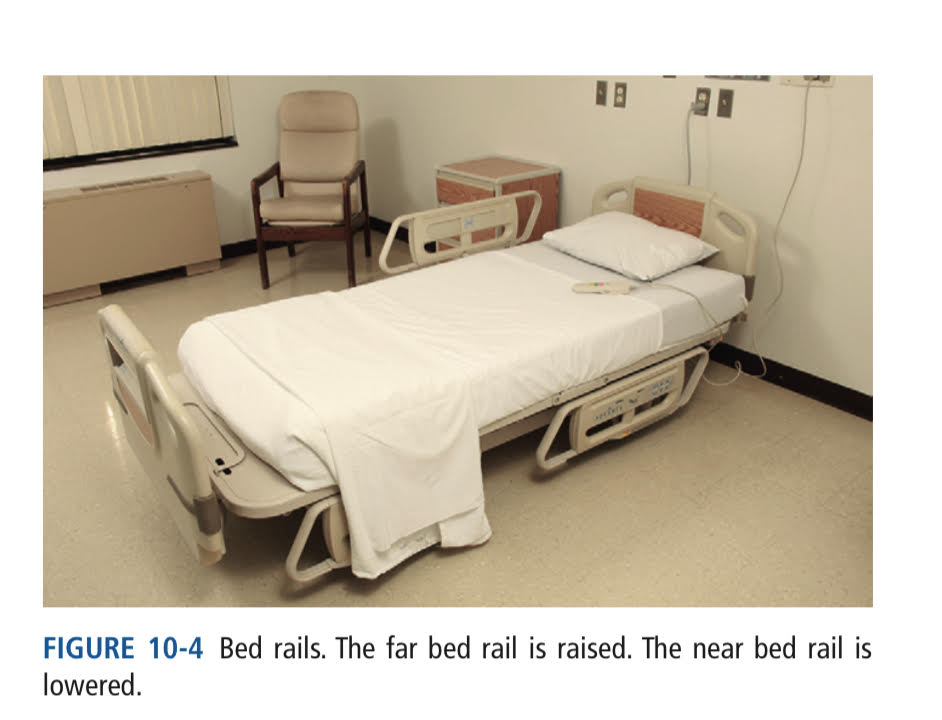 FIGURE 10-4 Bed rails. The far bed rail is raised. The near bed rail is
lowered.